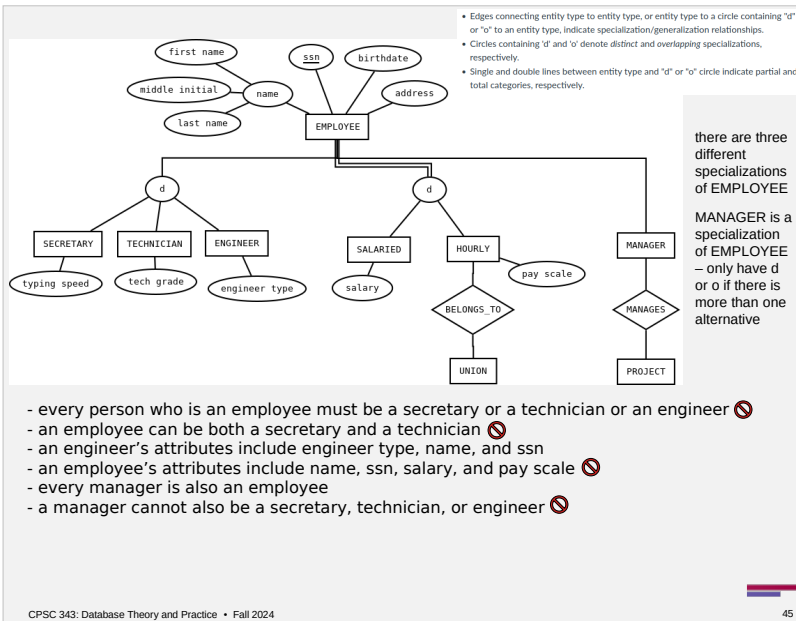 • Edges connecting entity type to entity type, or entity type to a circle containing "d"
or "o" to an entity type, indicate specialization/generalization relationships.
• Circles containing 'd' and 'o' denote distinct and overlapping specializations,
respectively.
• Single and double lines between entity type and "d" or "o" circle indicate partial and
total categories, respectively.
first name
ssn
birthdate
middle initial
name
address
last name
EMPLOYEE
there are three
different
specializations
of EMPLOYEE
MANAGER is a
specialization
of EMPLOYEE
– only have d
or o if there is
more than one
alternative
d
d
SECRETARY
TECHNICIAN
ENGINEER
SALARIED
HOURLY
MANAGER
typing speed
tech grade
engineer type
salary
pay scale
BELONGS_TO
MANAGES
UNION
PROJECT
- every person who is an employee must be a secretary or a technician or an engineer
- an employee can be both a secretary and a technician
- an engineer's attributes include engineer type, name, and ssn
- an employee's attributes include name, ssn, salary, and pay scale
- every manager is also an employee
- a manager cannot also be a secretary, technician, or engineer
CPSC 343: Database Theory and Practice • Fall 2024
45